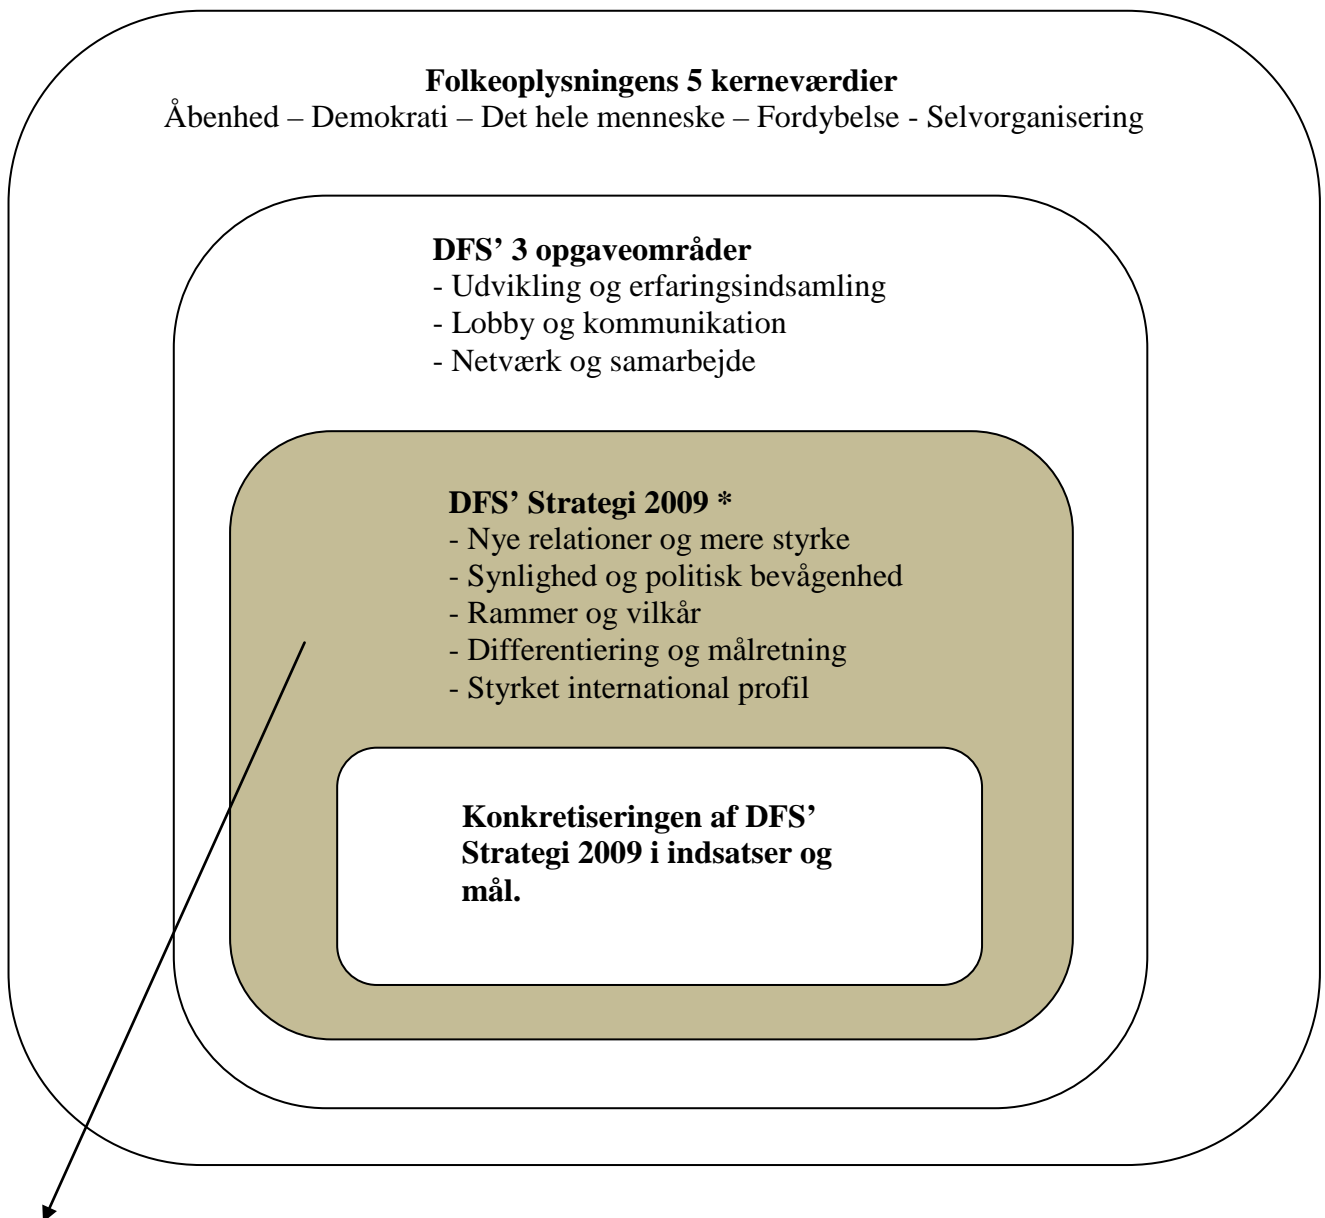 Folkeoplysningens 5 kerneværdier
Åbenhed – Demokrati – Det hele menneske – Fordybelse - Selvorganisering
DFS’ 3 opgaveområder
- Udvikling og erfaringsindsamling
- Lobby og kommunikation
- Netværk og samarbejde
DFS’ Strategi 2009 *
- Nye relationer og mere styrke
- Synlighed og politisk bevågenhed
- Rammer og vilkår
- Differentiering og målretning
- Styrket international profil
Konkretiseringen af DFS’
Strategi 2009 i indsatser og
mål.